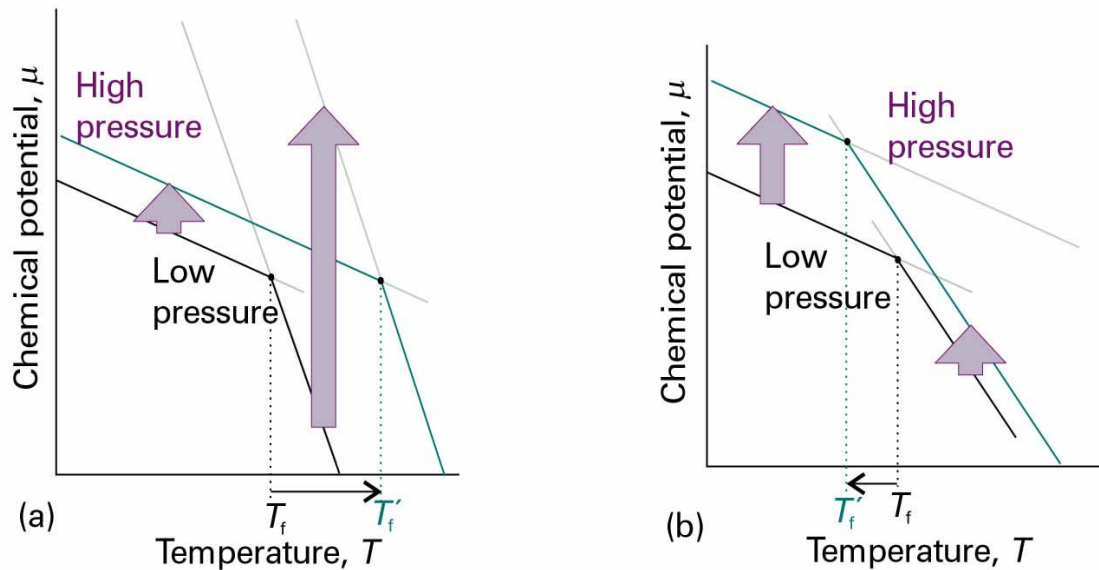 Chemical potential, μ
High
pressure
Low
pressure
(a)
T_f
T_f′
Temperature, T
Chemical potential, μ
High
pressure
Low
pressure
(b)
T_f′
T_f
Temperature, T